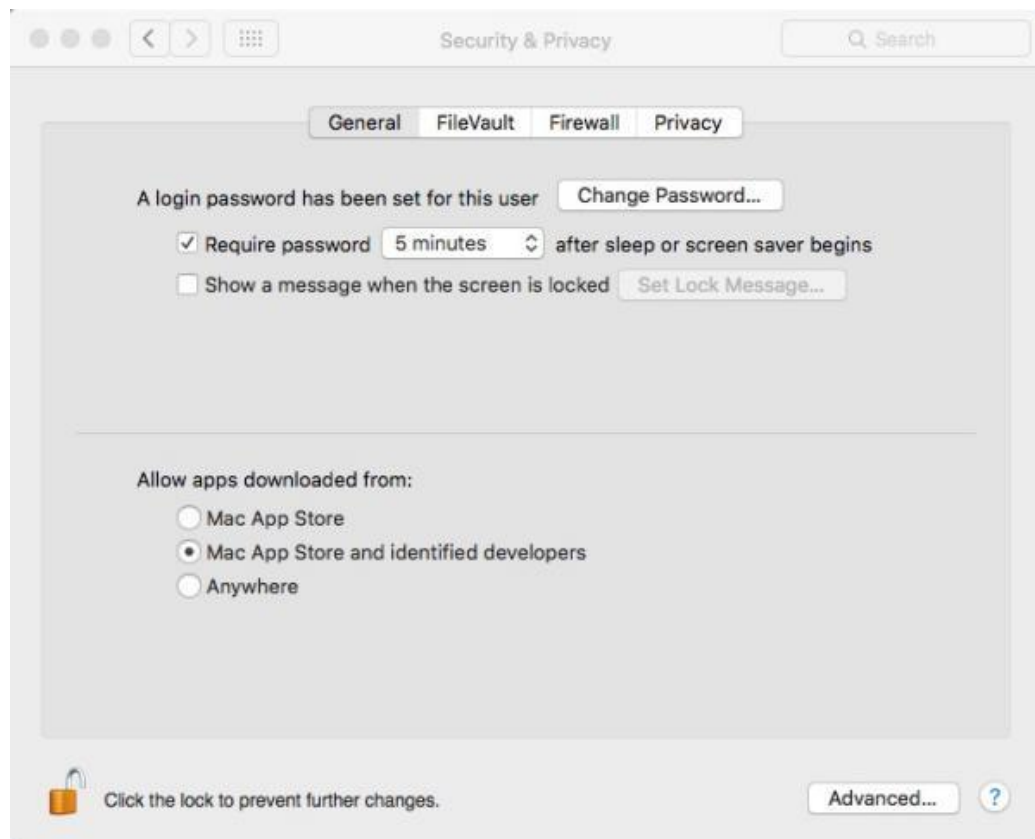 Security & Privacy
Search
General FileVault Firewall Privacy
A login password has been set for this user Change Password...
Require password 5 minutes after sleep or screen saver begins
Show a message when the screen is locked Set Lock Message...
Allow apps downloaded from:
Mac App Store
Mac App Store and identified developers
Anywhere
Click the lock to prevent further changes. Advanced... ?